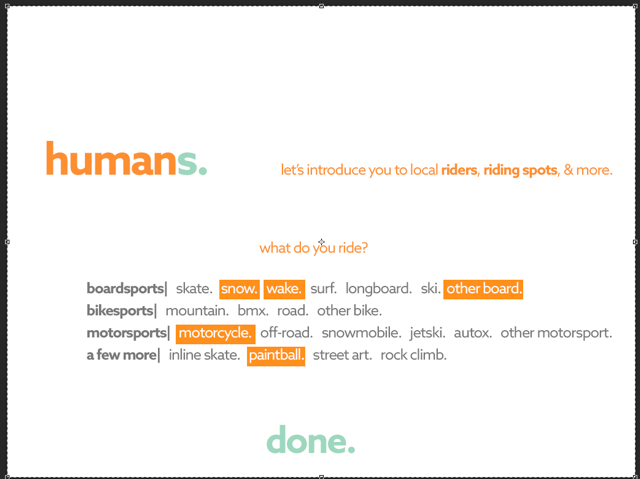 humans.
let's introduce you to local riders, riding spots, & more.
what do you ride?
boardsports| skate. snow. wake. surf. longboard. ski. other board.
bikesports| mountain. bmx. road. other bike.
motorsports| motorcycle. off-road. snowmobile. jetski. autox. other motorsport.
a few more| inline skate. paintball. street art. rock climb.
done.